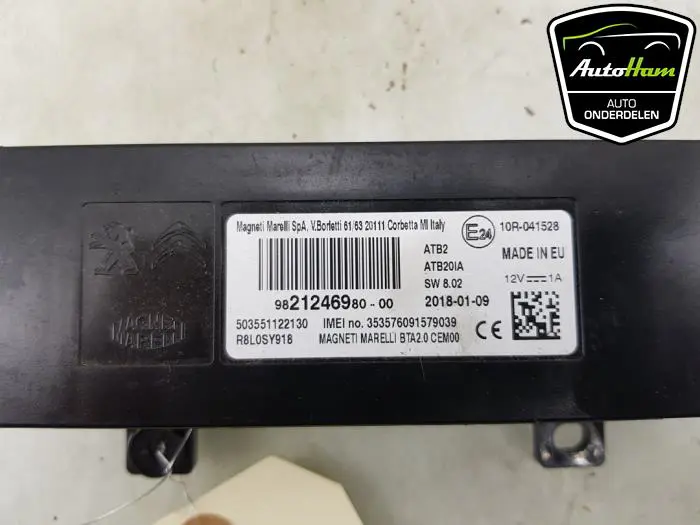 AutoHam
AUTO
ONDERDELEN
Magneti Marelli SpA, V.Borletti 61/63 20111 Corbetta MI Italy
E24
10R-041528
ATB2
MADE IN EU
ATB20IA
SW 8.02
12V 1A
9821246980-00
2018-01-09
503551122130
IMEI no. 353576091579039
CE
R8L0SY918
MAGNETI MARELLI BTA2.0 CEM00
MAGNETI
MARELLI